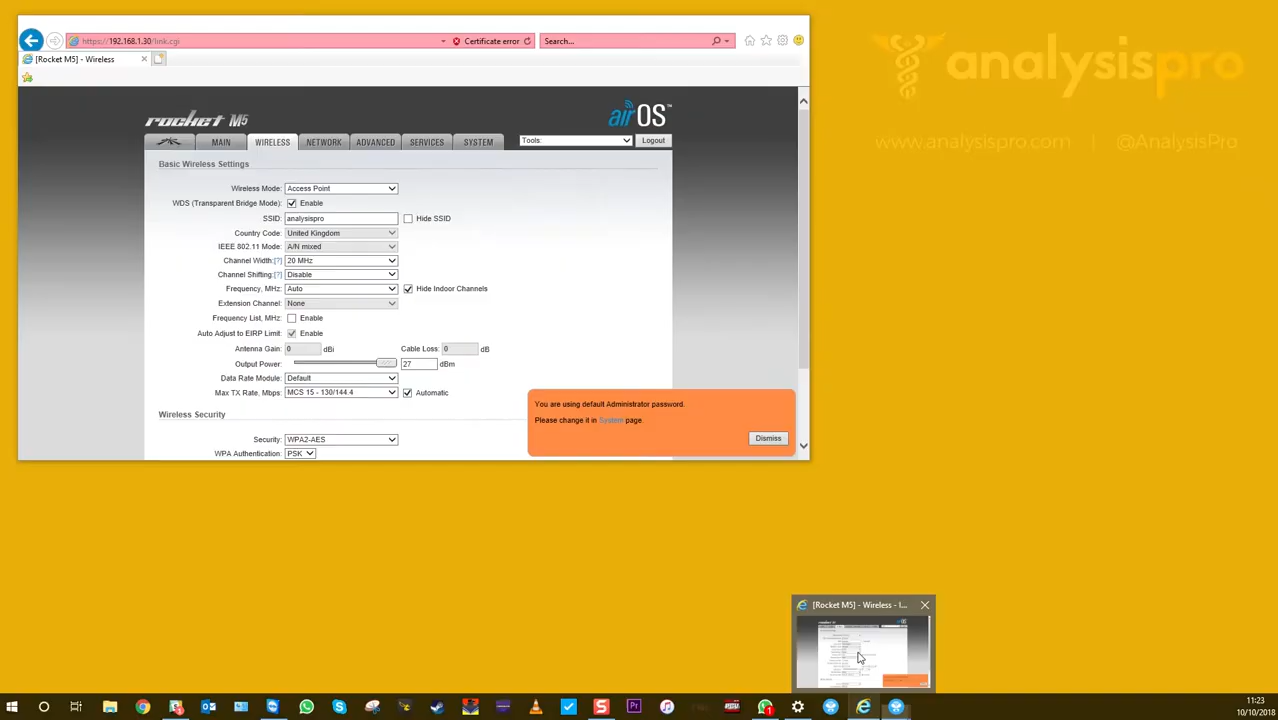 https://192.168.1.30/link.cgi
Certificate error
Search...
[Rocket M5] - Wireless
analysispro
www.analysispro.com | @AnalysisPro
rocket M5
airOS™
MAIN
WIRELESS
NETWORK
ADVANCED
SERVICES
SYSTEM
Tools:
Logout
Basic Wireless Settings
Wireless Mode: Access Point
WDS (Transparent Bridge Mode): Enable
SSID: analysispro Hide SSID
Country Code: United Kingdom
IEEE 802.11 Mode: A/N mixed
Channel Width:[?] 20 MHz
Channel Shifting:[?] Disable
Frequency, MHz: Auto Hide Indoor Channels
Extension Channel: None
Frequency List, MHz: Enable
Auto Adjust to EIRP Limit: Enable
Antenna Gain: 0 dBi Cable Loss: 0 dB
Output Power: 27 dBm
Data Rate Module: Default
Max TX Rate, Mbps: MCS 15 - 130/144.4 Automatic
Wireless Security
Security: WPA2-AES
WPA Authentication: PSK
You are using default Administrator password.
Please change it in System page.
Dismiss
[Rocket M5] - Wireless - I...
11:23
10/10/2018